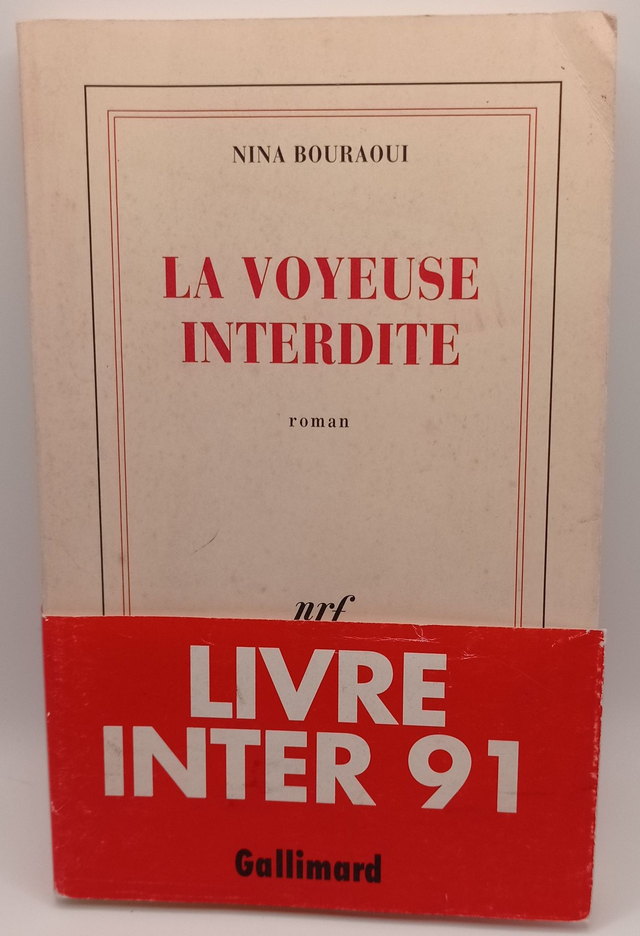 NINA BOURAOUI
LA VOYEUSE
INTERDITE
roman
nrf
LIVRE
INTER 91
Gallimard